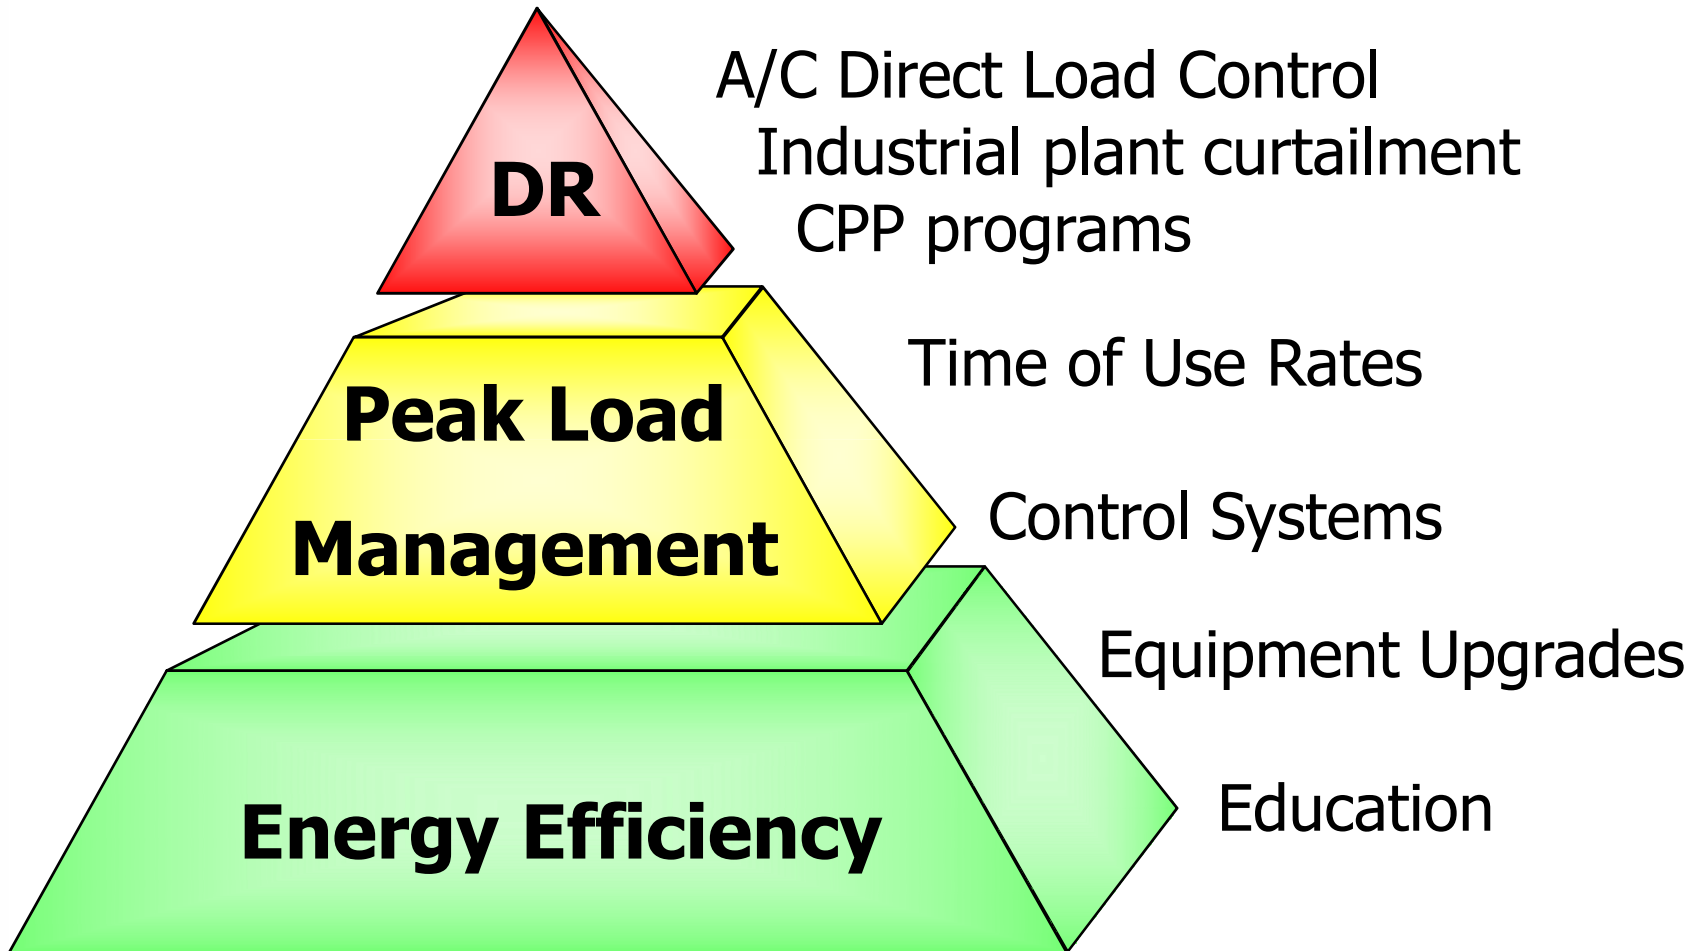 DR
A/C Direct Load Control
Industrial plant curtailment
CPP programs
Peak Load
Management
Time of Use Rates
Control Systems
Energy Efficiency
Equipment Upgrades
Education